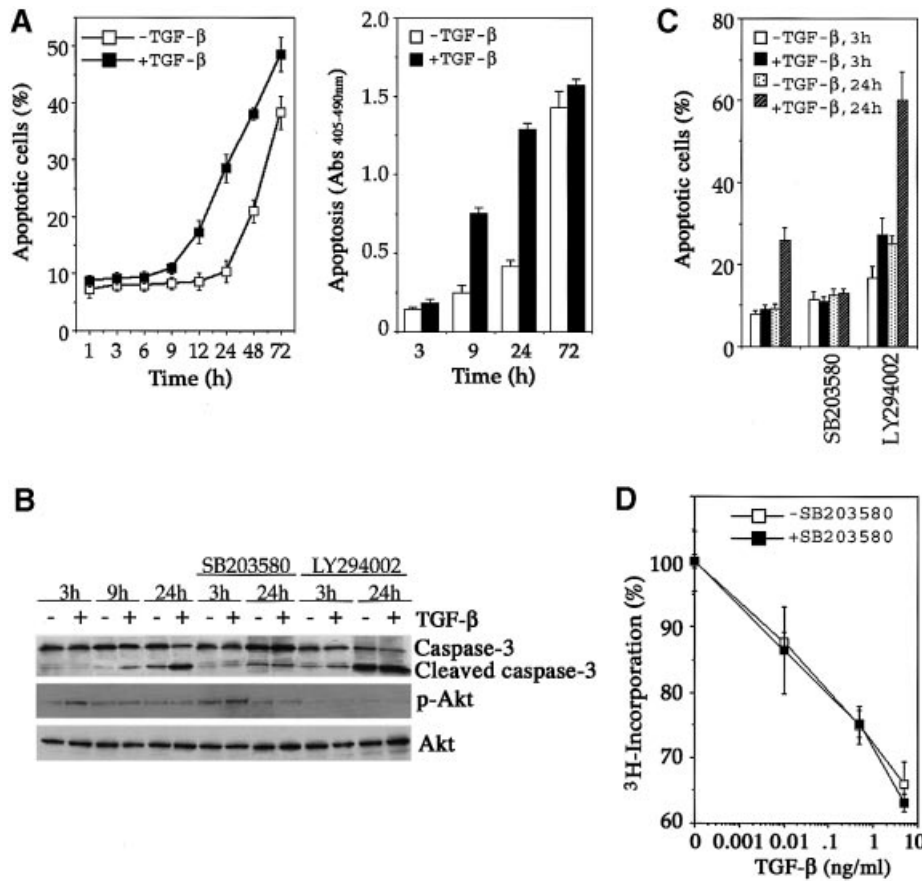 A
-TGF-β
+TGF-β
Apoptotic cells (%)
50
40
30
20
10
0
1 3 6 9 12 24 48 72
Time (h)
-TGF-β
+TGF-β
Apoptosis (Abs 405-490nm)
1.5
1.0
0.5
0
3 9 24 72
Time (h)
C
-TGF-β, 3h
+TGF-β, 3h
-TGF-β, 24h
+TGF-β, 24h
Apoptotic cells (%)
80
60
40
20
0
SB203580
LY294002
B
SB203580 LY294002
3h 9h 24h 3h 24h 3h 24h
- + - + - + - + - + - + - + TGF-β
Caspase-3
Cleaved caspase-3
p-Akt
Akt
D
-SB203580
+SB203580
³H-Incorporation (%)
100
90
80
70
60
0 0.001 0.01 .1 1 10
TGF-β (ng/ml)